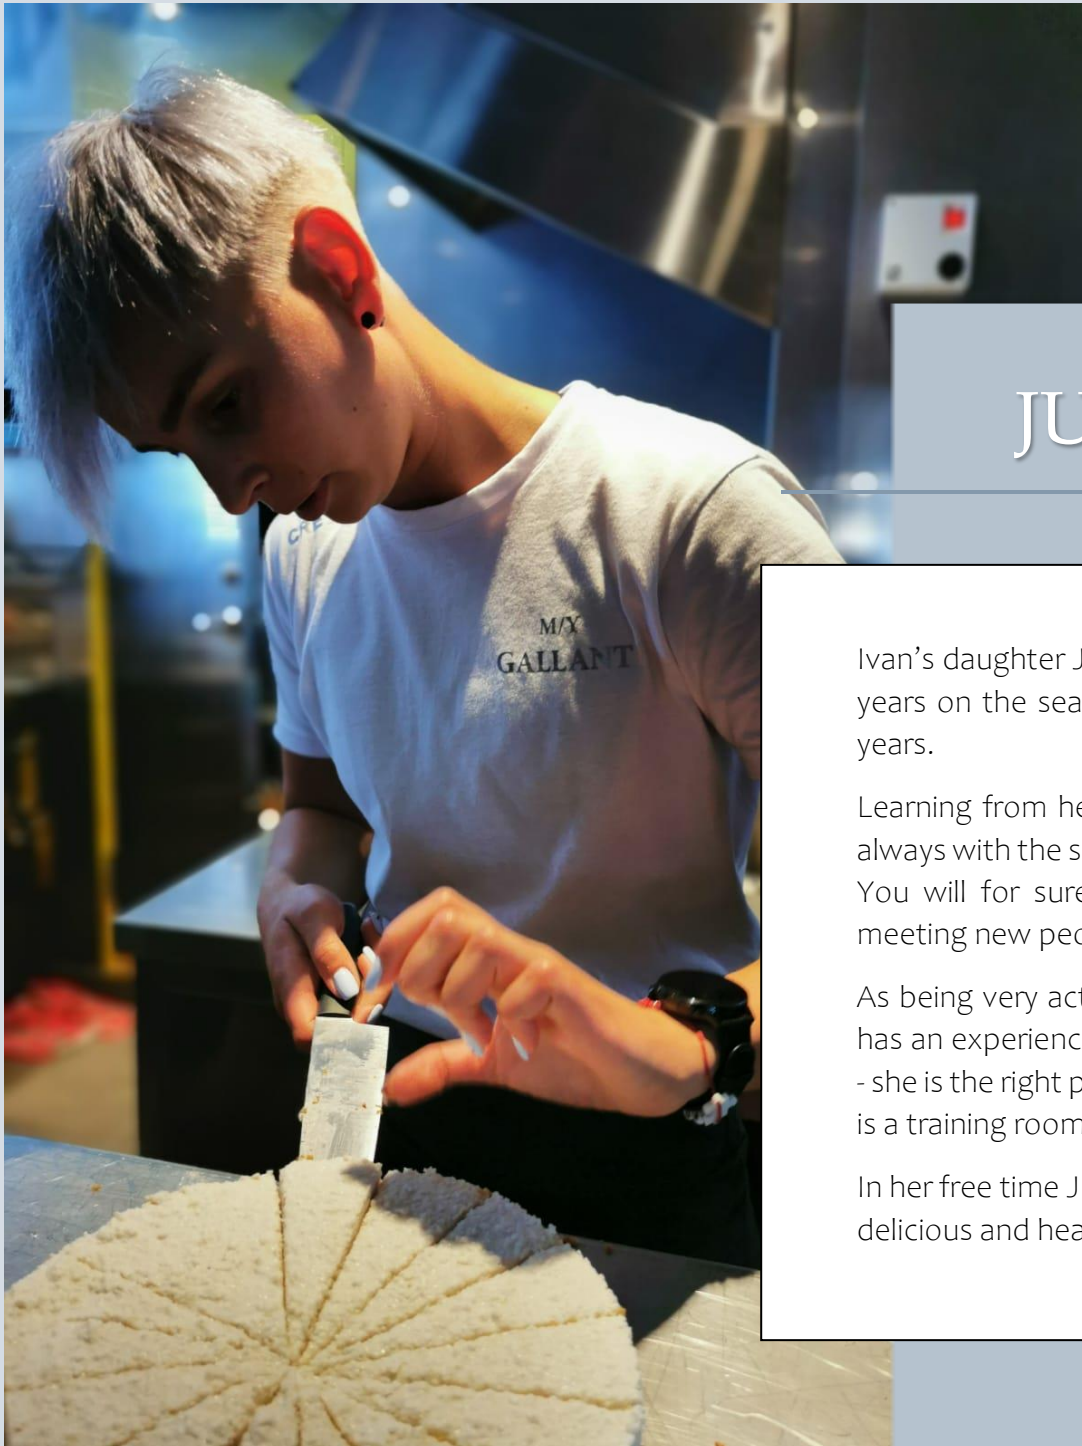 JU
CRE
M/Y
GALLANT
Ivan’s daughter J
years on the sea
years.
Learning from he
always with the s
You will for sure
meeting new peo
As being very act
has an experienc
- she is the right p
is a training room
In her free time J
delicious and hea